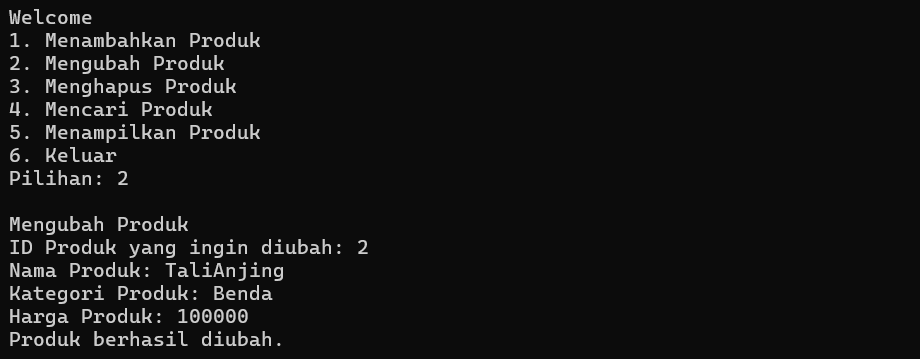 Welcome
1. Menambahkan Produk
2. Mengubah Produk
3. Menghapus Produk
4. Mencari Produk
5. Menampilkan Produk
6. Keluar
Pilihan: 2
Mengubah Produk
ID Produk yang ingin diubah: 2
Nama Produk: TaliAnjing
Kategori Produk: Benda
Harga Produk: 100000
Produk berhasil diubah.